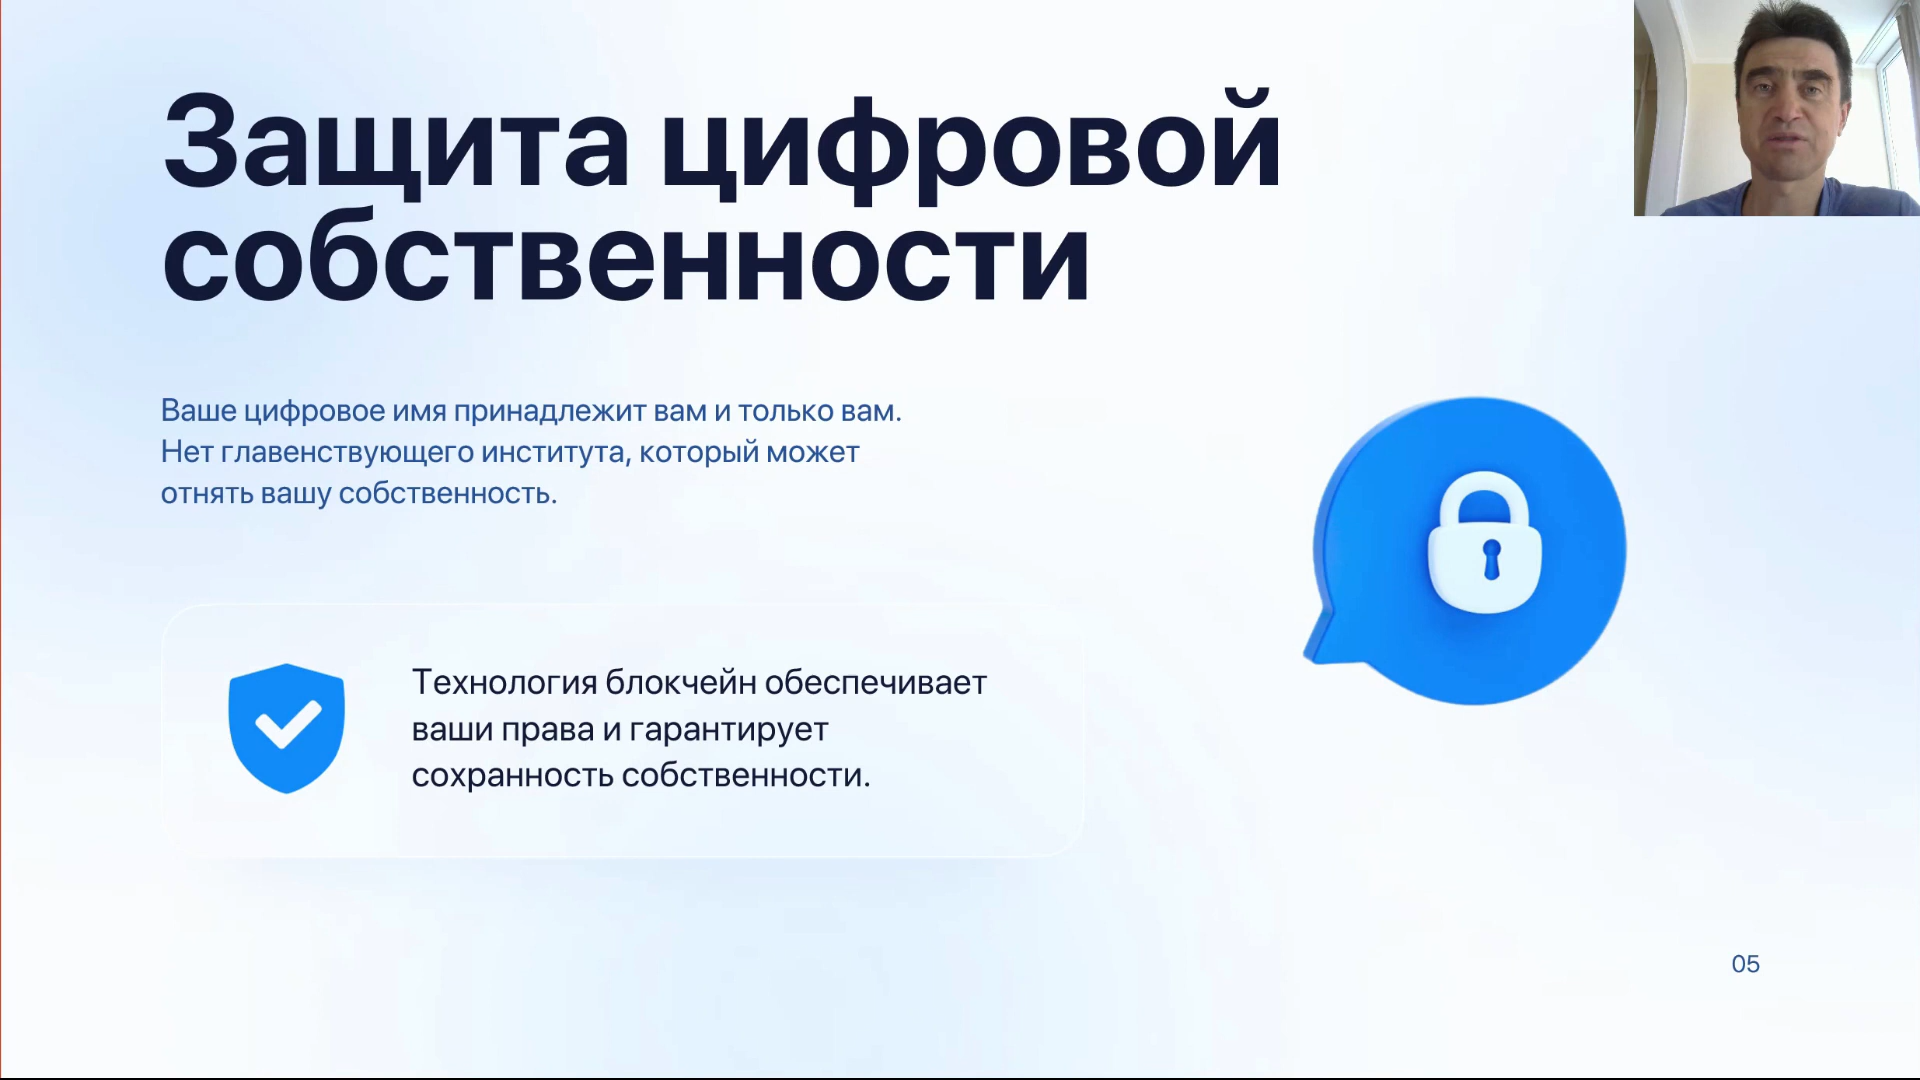 Защита цифровой
собственности
Ваше цифровое имя принадлежит вам и только вам.
Нет главенствующего института, который может
отнять вашу собственность.
Технология блокчейн обеспечивает
ваши права и гарантирует
сохранность собственности.
05